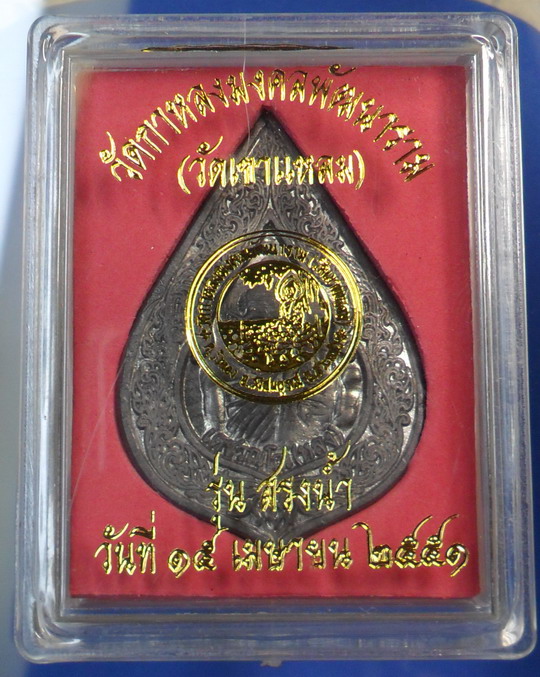 วัดกาหลงมงคลพัฒนาราม
(วัดเขาแหลม)
รุ่น สรงน้ำ
วันที่ ๑๕ เมษายน ๒๕๕๑